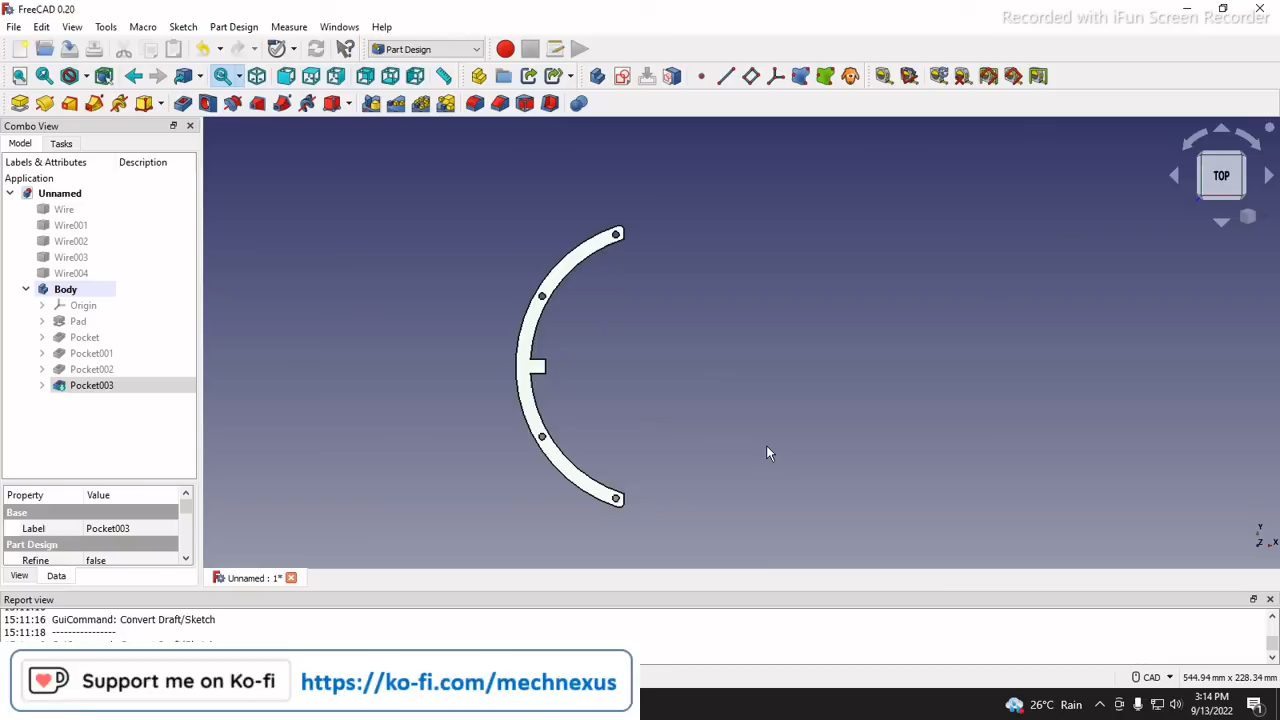 FreeCAD 0.20
Recorded with iFun Screen Recorder
File Edit View Tools Macro Sketch Part Design Measure Windows Help
Part Design
Combo View
Model Tasks
Labels & Attributes Description
Application
Unnamed
Wire
Wire001
Wire002
Wire003
Wire004
Body
Origin
Pad
Pocket
Pocket001
Pocket002
Pocket003
TOP
Y
Z X
Property Value
Base
Label Pocket003
Part Design
Refine false
View Data
Unnamed : 1*
Report view
15:11:16 GuiCommand: Convert Draft/Sketch
15:11:18 ----------------
Support me on Ko-fi https://ko-fi.com/mechnexus
CAD 544.94 mm x 228.34 mm
26°C Rain
3:14 PM
9/13/2022